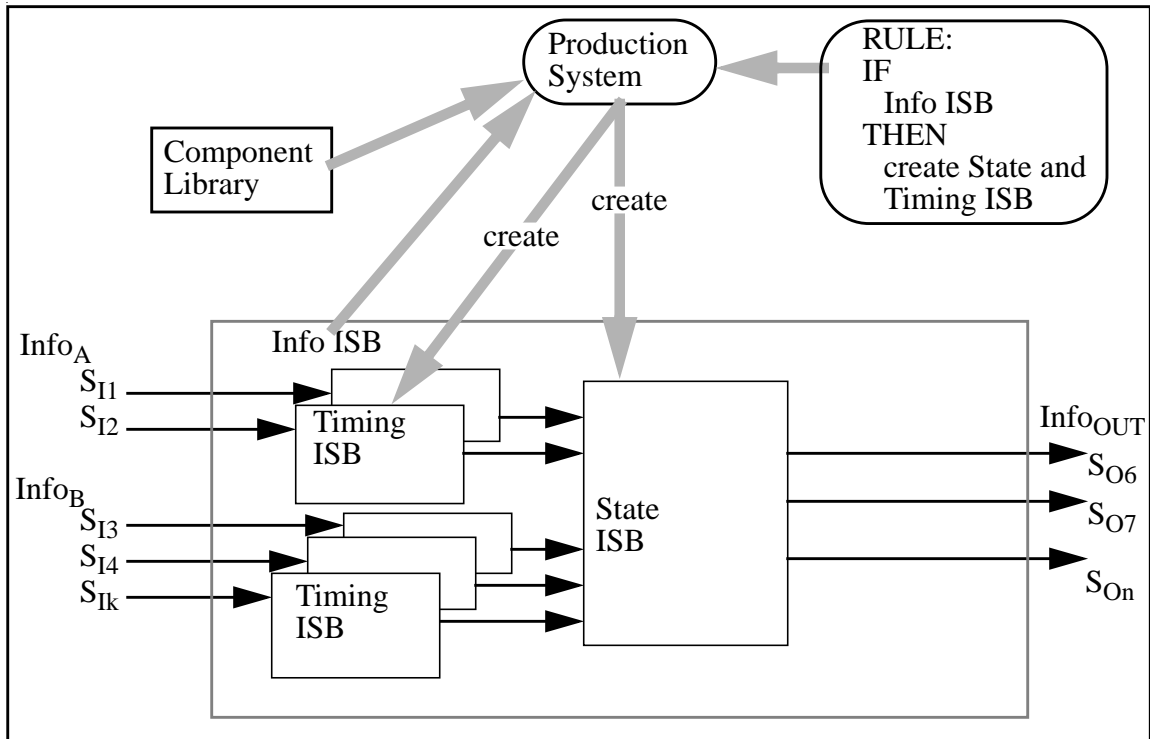 Production
System
RULE:
IF
Info ISB
THEN
create State and
Timing ISB
Component
Library
create
create
Info ISB
InfoA
SI1
SI2
Timing
ISB
InfoB
SI3
SI4
SIk
Timing
ISB
State
ISB
InfoOUT
SO6
SO7
SOn